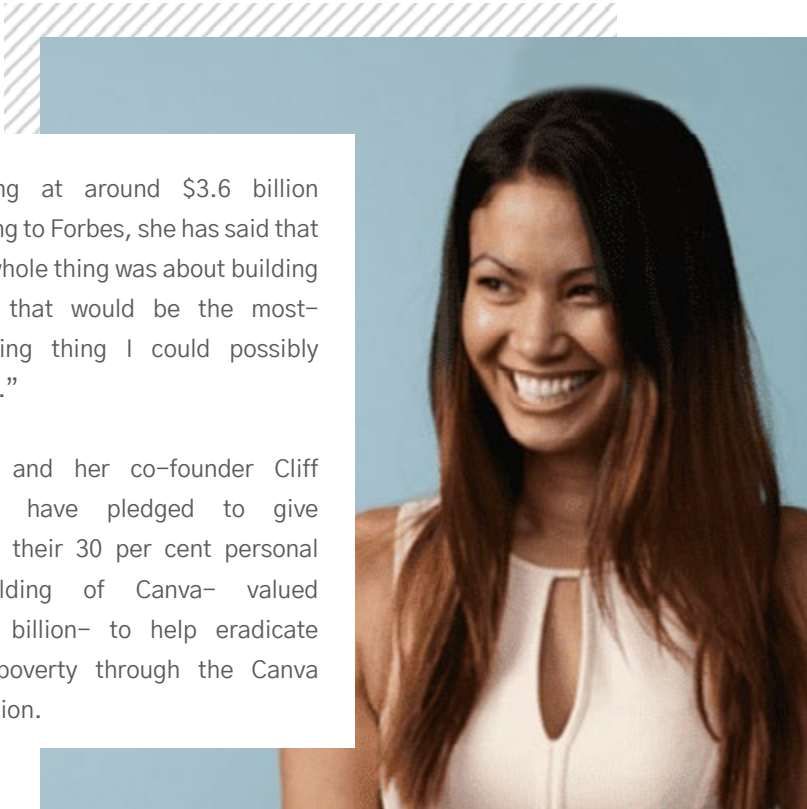 ng at around $3.6 billion
ng to Forbes, she has said that
whole thing was about building
that would be the most-
ing thing I could possibly
.”
and her co-founder Cliff
have pledged to give
their 30 per cent personal
lding of Canva- valued
billion- to help eradicate
poverty through the Canva
ion.